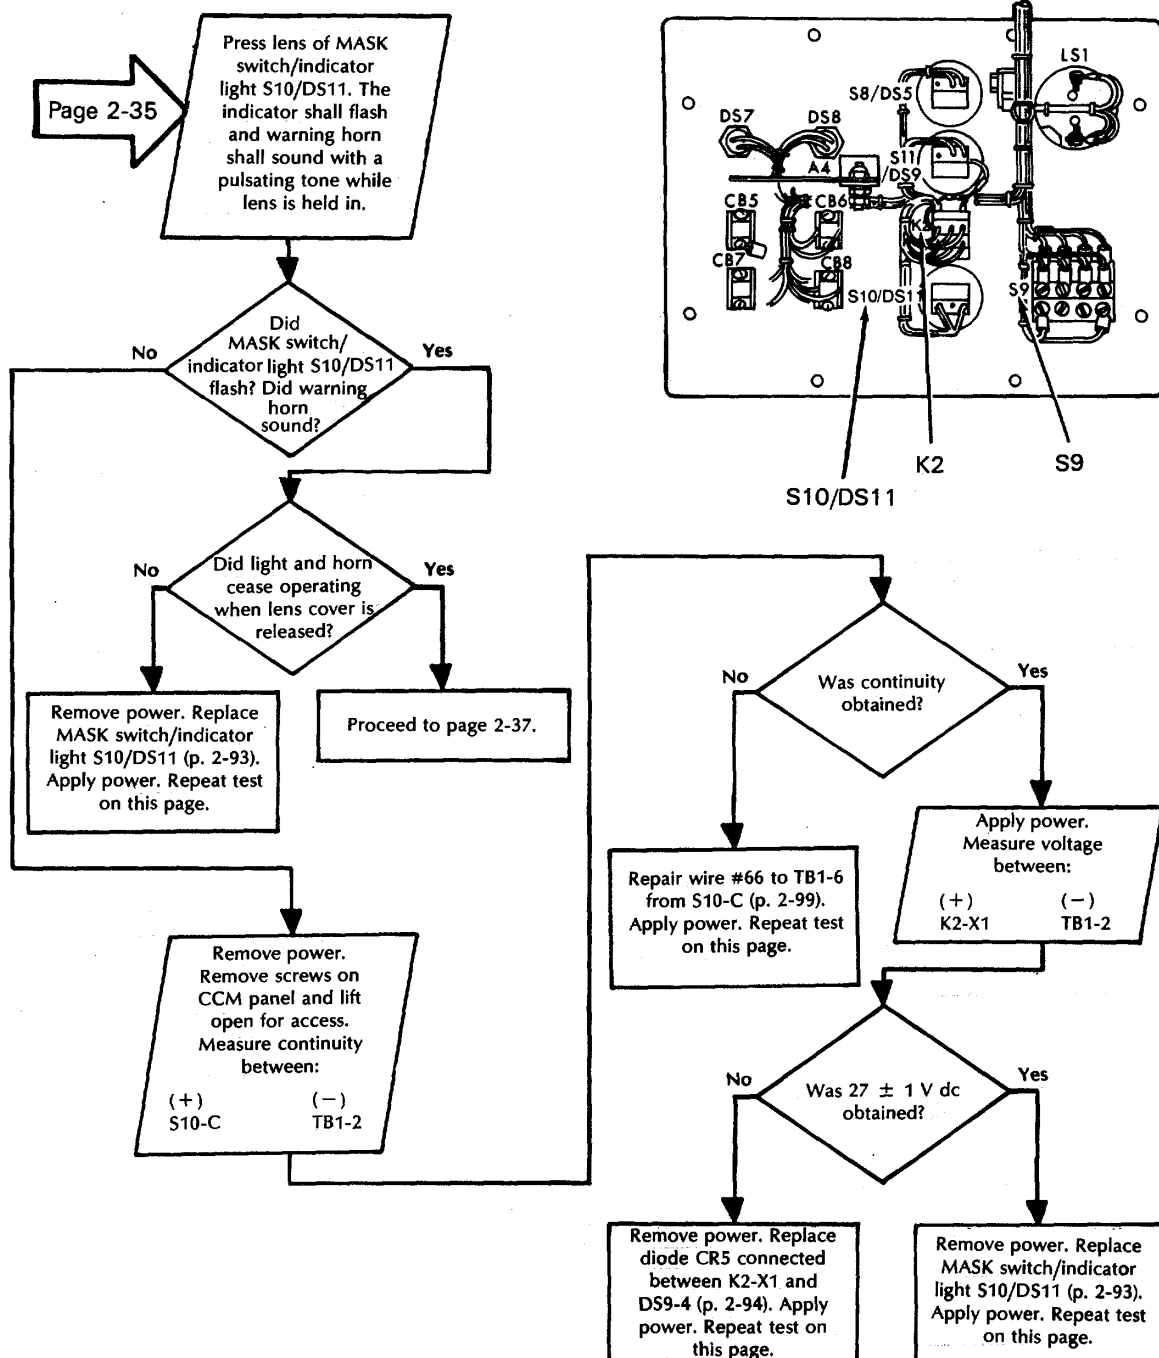 Page 2-35
Press lens of MASK
switch/indicator
light S10/DS11. The
indicator shall flash
and warning horn
shall sound with a
pulsating tone while
lens is held in.
Did
MASK switch/
indicator light S10/DS11
flash? Did warning
horn
sound?
No
Yes
Did light and horn
cease operating
when lens cover is
released?
No
Yes
Remove power. Replace
MASK switch/indicator
light S10/DS11 (p. 2-93).
Apply power. Repeat test
on this page.
Proceed to page 2-37.
Remove power.
Remove screws on
CCM panel and lift
open for access.
Measure continuity
between:
(+) (−)
S10-C TB1-2
LS1
S8/DS5
DS7 DS8
S11
/DS9
A4
CB5 CB6
CB7 CB8
S10/DS11
S9
K2
S9
S10/DS11
Was continuity
obtained?
No
Yes
Repair wire #66 to TB1-6
from S10-C (p. 2-99).
Apply power. Repeat test
on this page.
Apply power.
Measure voltage
between:
(+) (−)
K2-X1 TB1-2
Was 27 ± 1 V dc
obtained?
No
Yes
Remove power. Replace
diode CR5 connected
between K2-X1 and
DS9-4 (p. 2-94). Apply
power. Repeat test on
this page.
Remove power. Replace
MASK switch/indicator
light S10/DS11 (p. 2-93).
Apply power. Repeat test
on this page.